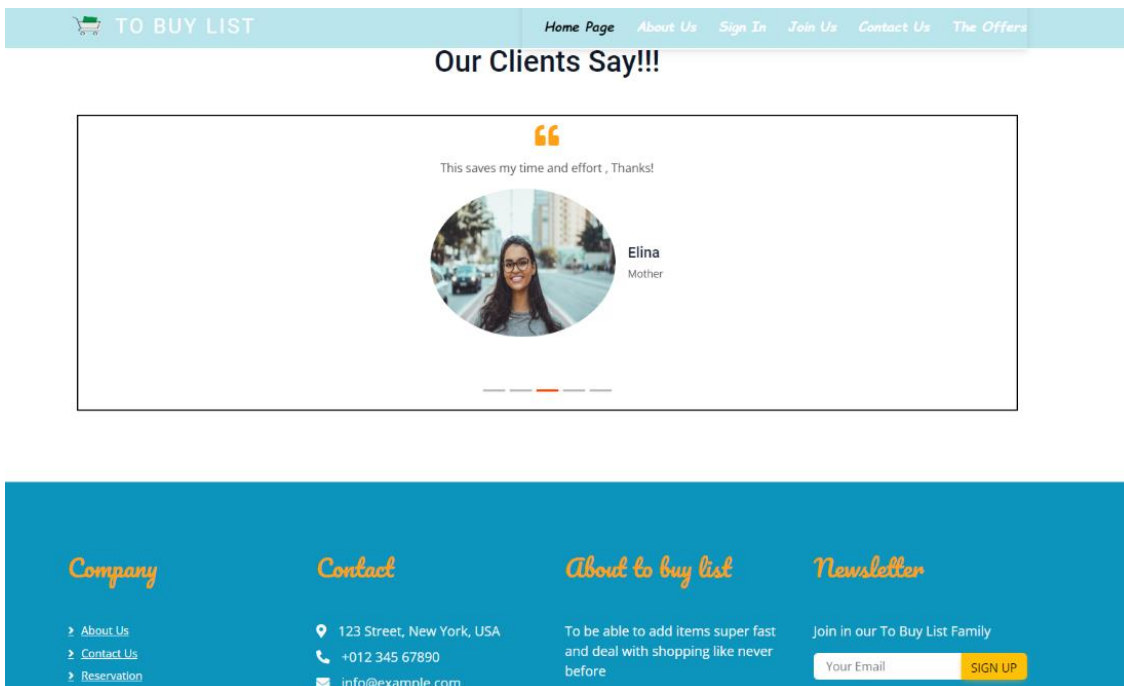 TO BUY LIST
Home Page About Us Sign In Join Us Contact Us The Offers
Our Clients Say!!!
This saves my time and effort , Thanks!
Elina
Mother
Company
About Us
Contact Us
Reservation
Contact
123 Street, New York, USA
+012 345 67890
info@example.com
About to buy list
To be able to add items super fast
and deal with shopping like never
before
Newsletter
Join in our To Buy List Family
Your Email SIGN UP